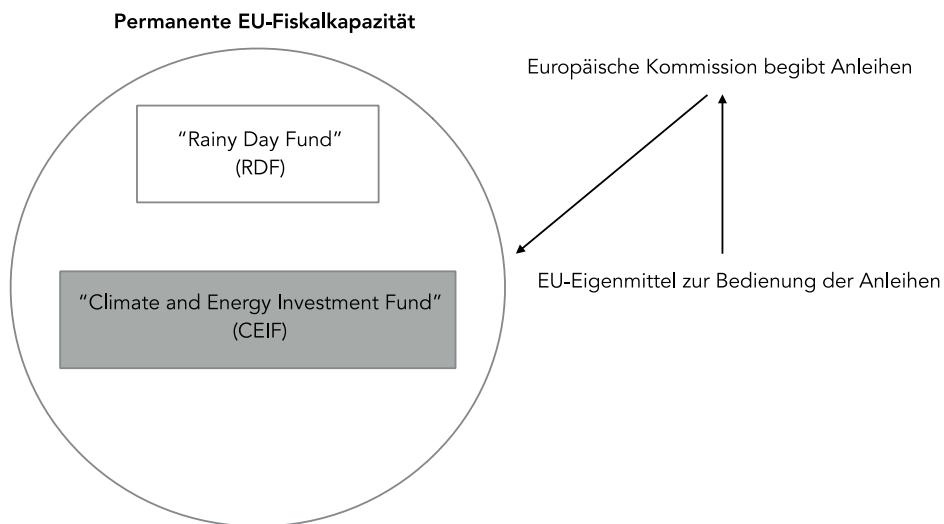 Permanente EU-Fiskalkapazität
Europäische Kommission begibt Anleihen
“Rainy Day Fund”
(RDF)
EU-Eigenmittel zur Bedienung der Anleihen
“Climate and Energy Investment Fund”
(CEIF)